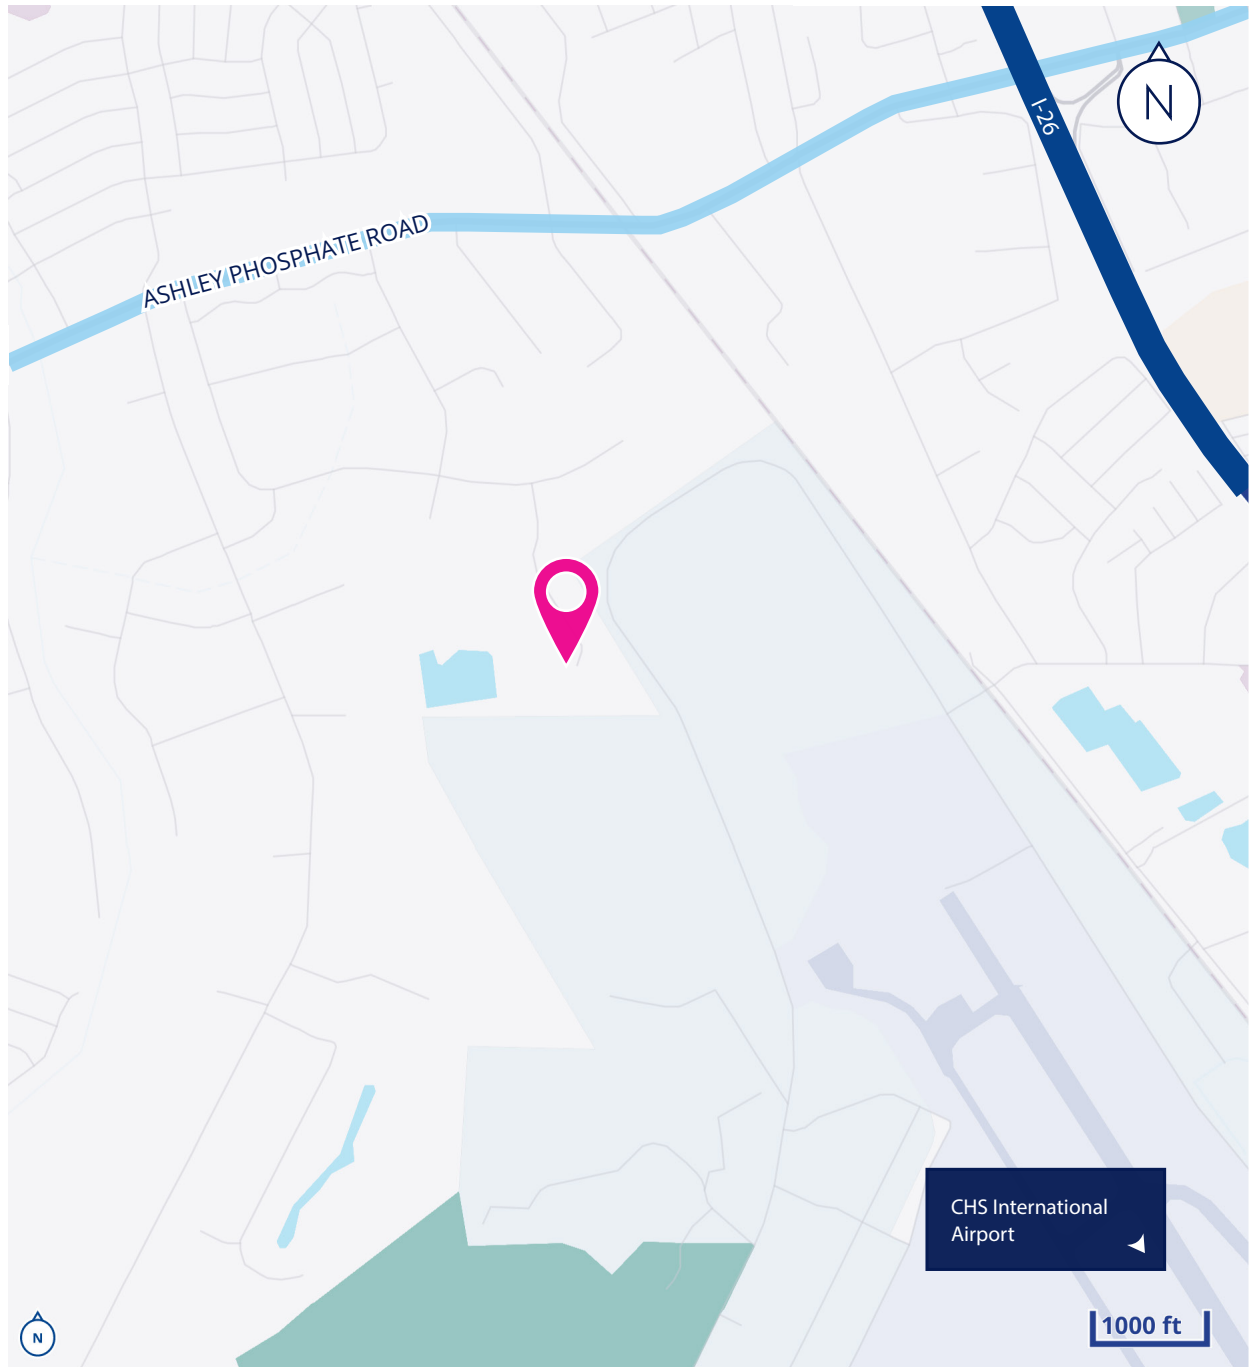 N
I-26
ASHLEY PHOSPHATE ROAD
CHS International
Airport
1000 ft
N